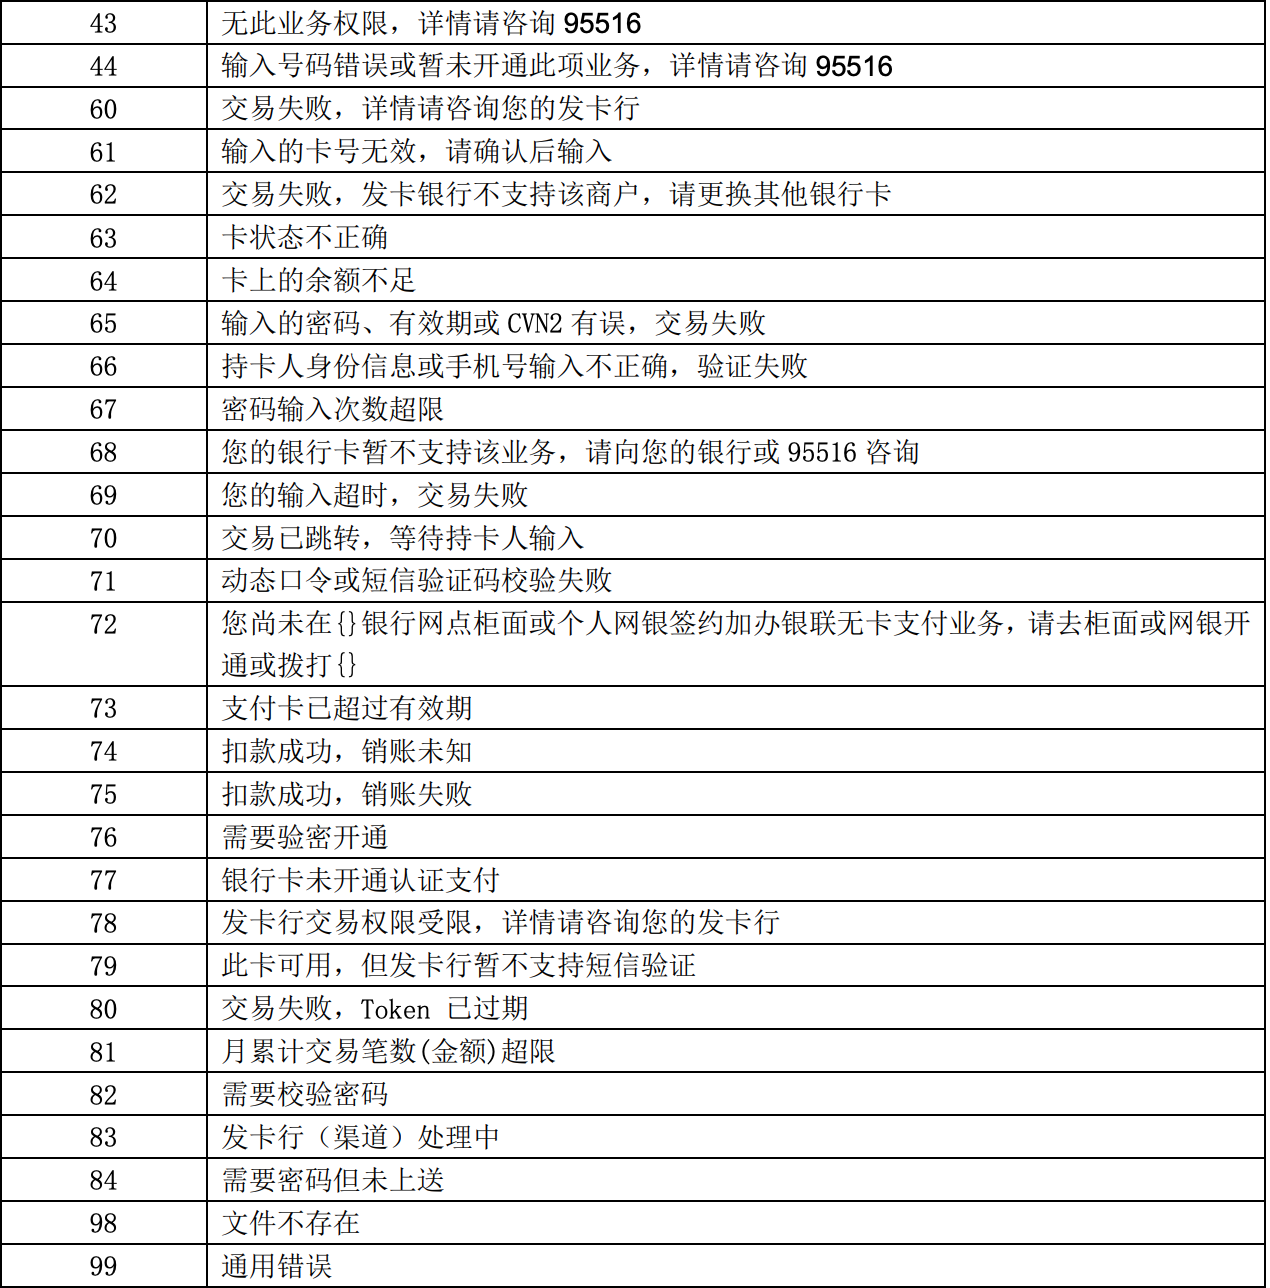 43 无此业务权限，详情请咨询 95516
44 输入号码错误或暂未开通此项业务，详情请咨询 95516
60 交易失败，详情请咨询您的发卡行
61 输入的卡号无效，请确认后输入
62 交易失败，发卡银行不支持该商户，请更换其他银行卡
63 卡状态不正确
64 卡上的余额不足
65 输入的密码、有效期或 CVN2 有误，交易失败
66 持卡人身份信息或手机号输入不正确，验证失败
67 密码输入次数超限
68 您的银行卡暂不支持该业务，请向您的银行或 95516 咨询
69 您的输入超时，交易失败
70 交易已跳转，等待持卡人输入
71 动态口令或短信验证码校验失败
72 您尚未在{}银行网点柜面或个人网银签约加办银联无卡支付业务，请去柜面或网银开
通或拨打{}
73 支付卡已超过有效期
74 扣款成功，销账未知
75 扣款成功，销账失败
76 需要验密开通
77 银行卡未开通认证支付
78 发卡行交易权限受限，详情请咨询您的发卡行
79 此卡可用，但发卡行暂不支持短信验证
80 交易失败，Token 已过期
81 月累计交易笔数(金额)超限
82 需要校验密码
83 发卡行（渠道）处理中
84 需要密码但未上送
98 文件不存在
99 通用错误